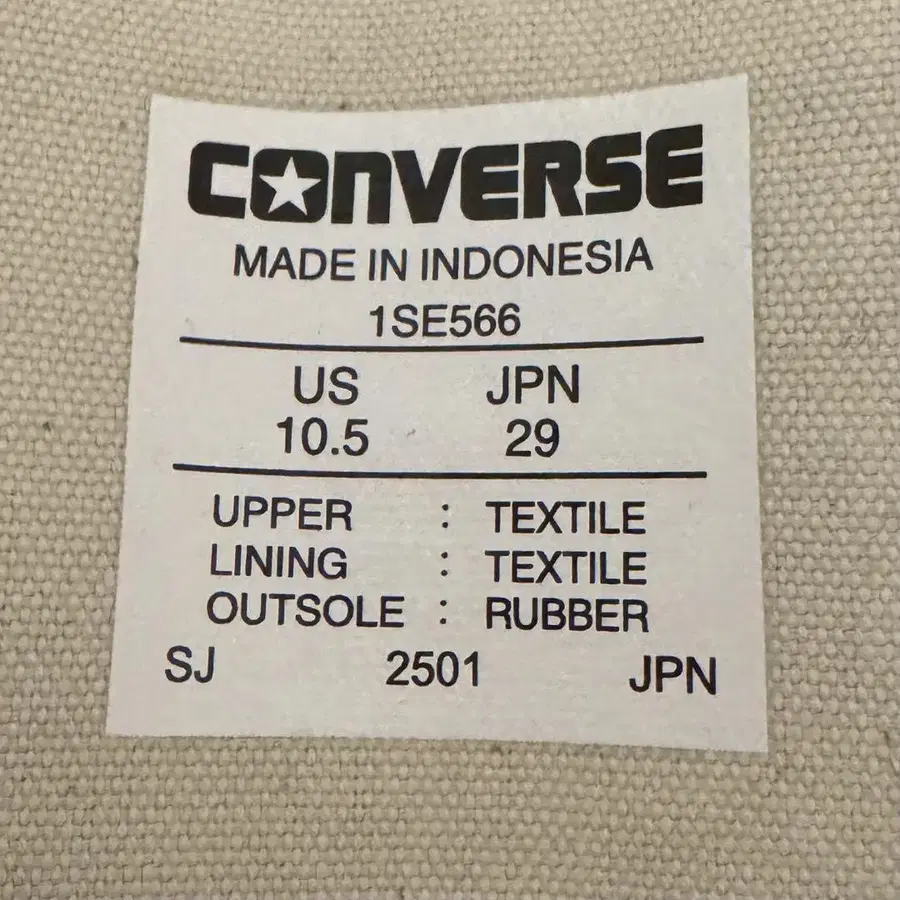 CONVERSE
MADE IN INDONESIA
1SE566
US JPN
10.5 29
UPPER : TEXTILE
LINING : TEXTILE
OUTSOLE : RUBBER
SJ 2501 JPN